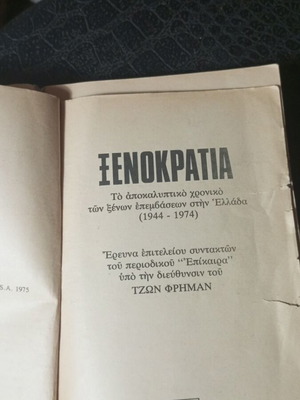 ΞΕΝΟΚΡΑΤΙΑ
Τὸ ἀποκαλυπτικὸ χρονικὸ
τῶν ξένων ἐπεμβάσεων στὴν Ἑλλάδα
(1944 - 1974)
Ἔρευνα ἐπιτελείου συντακτῶν
τοῦ περιοδικοῦ "Ἐπίκαιρα"
ὑπὸ τὴν διεύθυνσιν τοῦ
ΤΖΩΝ ΦΡΗΜΑΝ
Β.Α. 1975